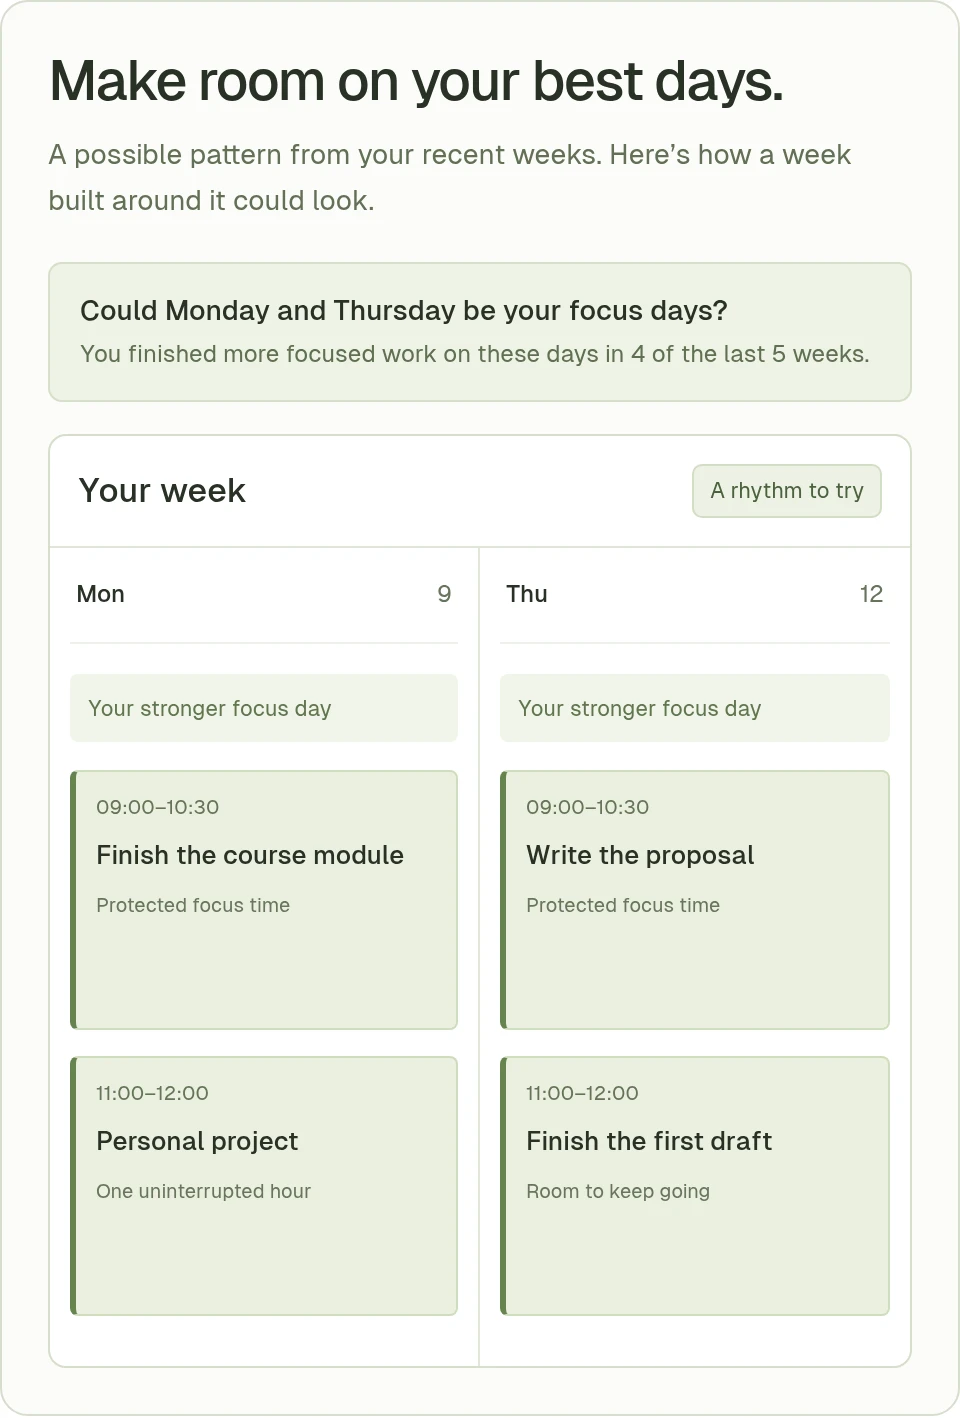 Make room on your best days.
A possible pattern from your recent weeks. Here’s how a week
built around it could look.
Could Monday and Thursday be your focus days?
You finished more focused work on these days in 4 of the last 5 weeks.
Your week
A rhythm to try
Mon 9
Your stronger focus day
09:00–10:30
Finish the course module
Protected focus time
11:00–12:00
Personal project
One uninterrupted hour
Thu 12
Your stronger focus day
09:00–10:30
Write the proposal
Protected focus time
11:00–12:00
Finish the first draft
Room to keep going